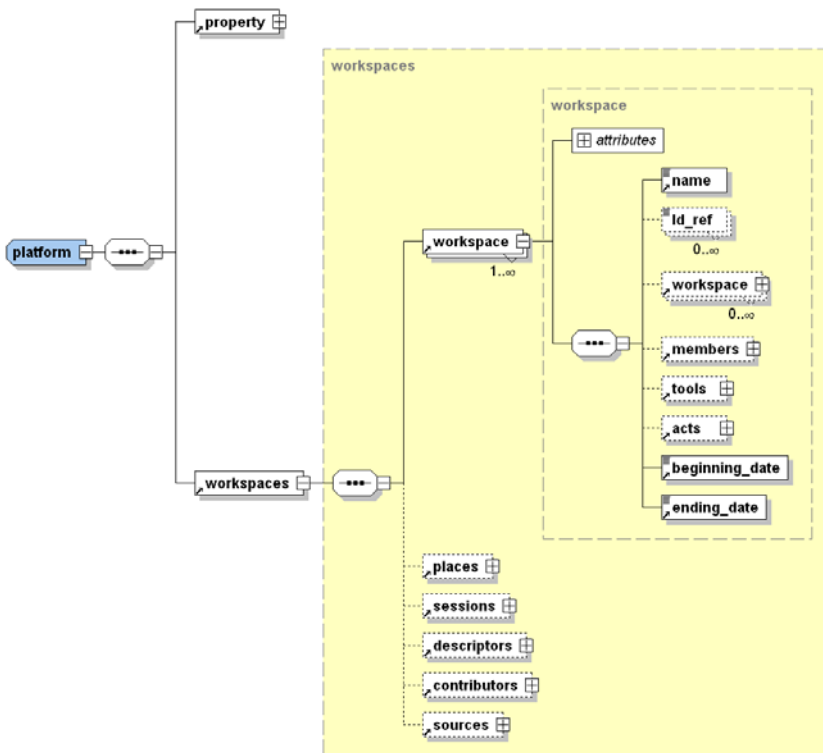 property
workspaces
workspace
attributes
name
ld_ref
0..∞
platform
workspace
1..∞
workspace
0..∞
members
tools
acts
beginning_date
workspaces
ending_date
places
sessions
descriptors
contributors
sources